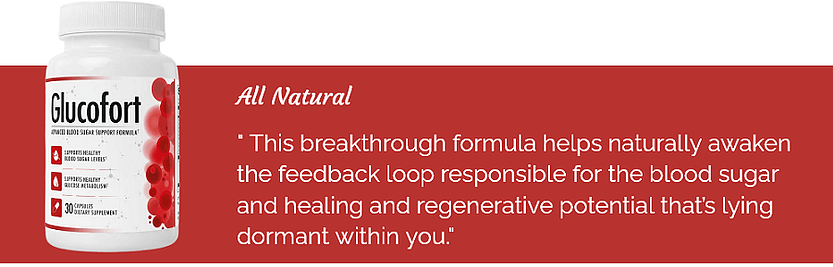 Glucofort
ADVANCED BLOOD SUGAR SUPPORT FORMULA
SUPPORTS HEALTHY
BLOOD SUGAR LEVELS
SUPPORTS HEALTHY
GLUCOSE METABOLISM
30 CAPSULES
DIETARY SUPPLEMENT
All Natural
" This breakthrough formula helps naturally awaken
the feedback loop responsible for the blood sugar
and healing and regenerative potential that's lying
dormant within you."